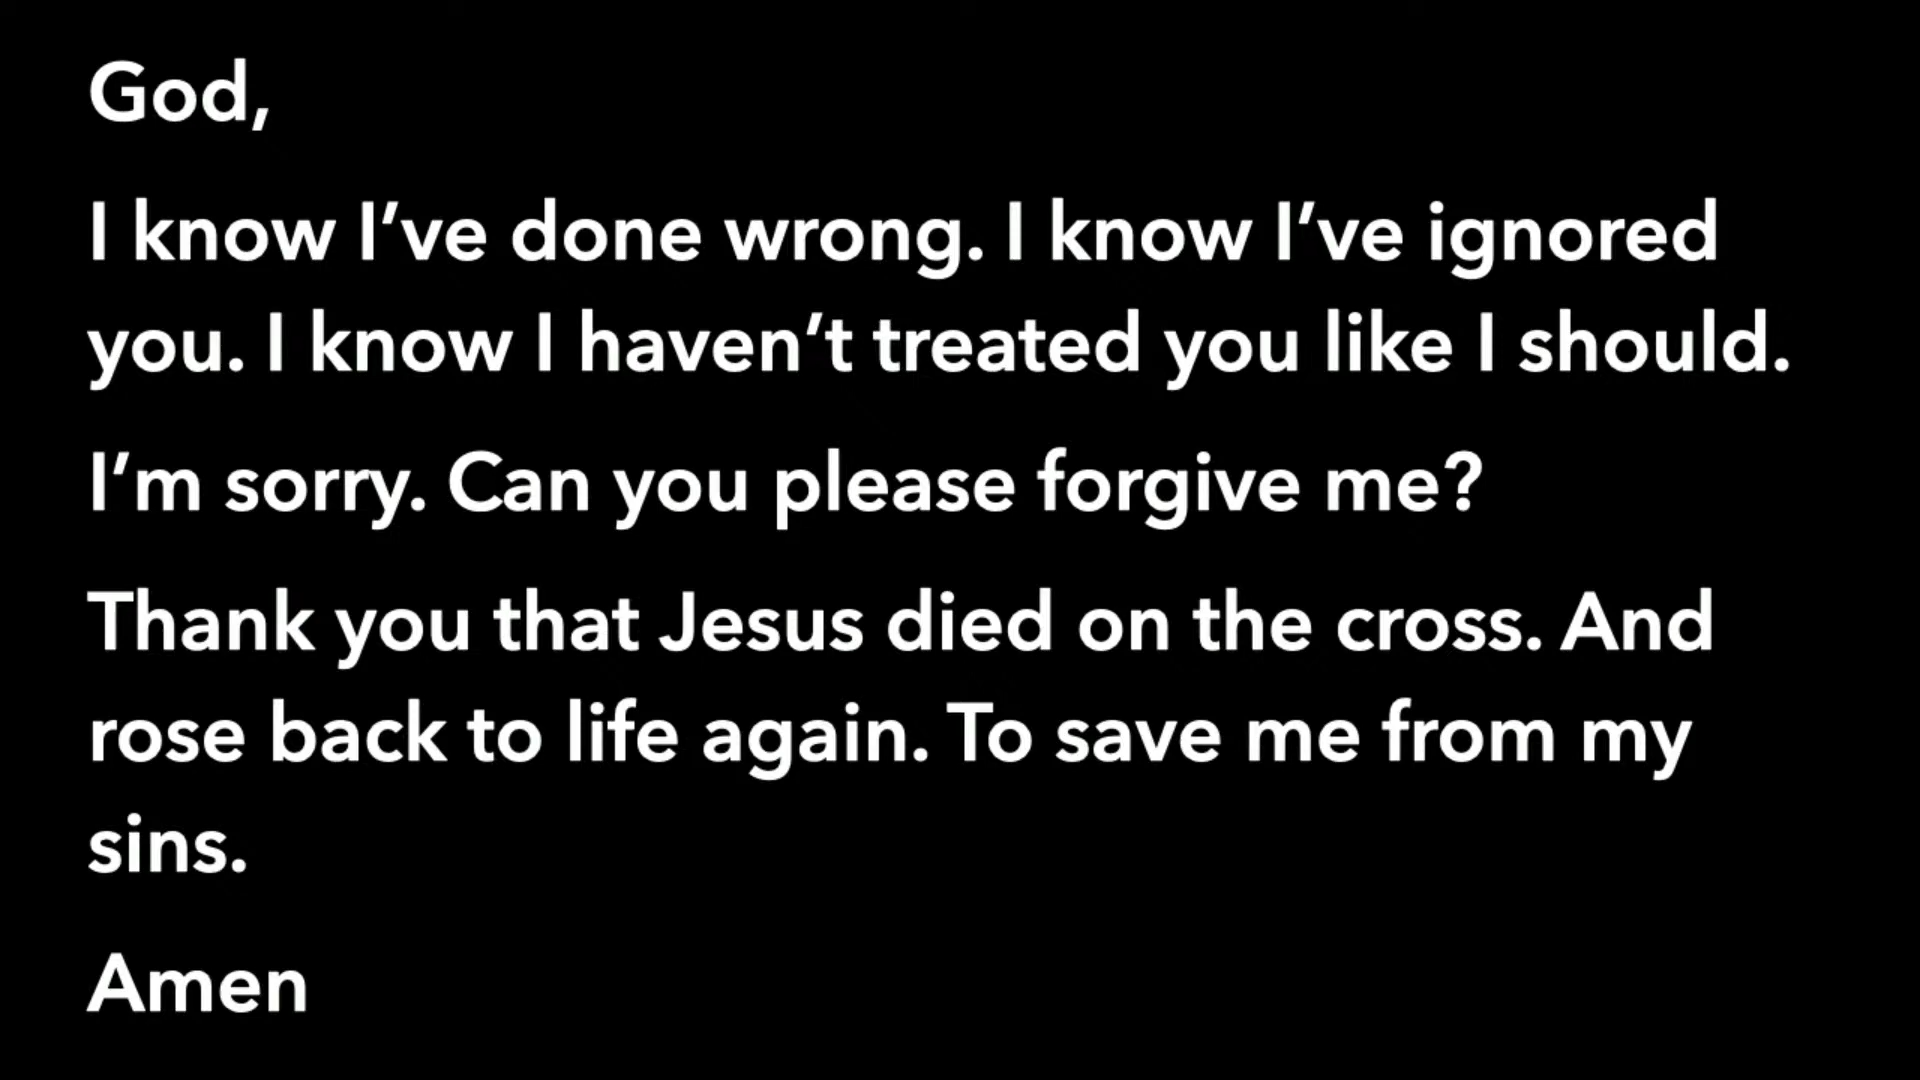 God,
I know I’ve done wrong. I know I’ve ignored
you. I know I haven’t treated you like I should.
I’m sorry. Can you please forgive me?
Thank you that Jesus died on the cross. And
rose back to life again. To save me from my
sins.
Amen